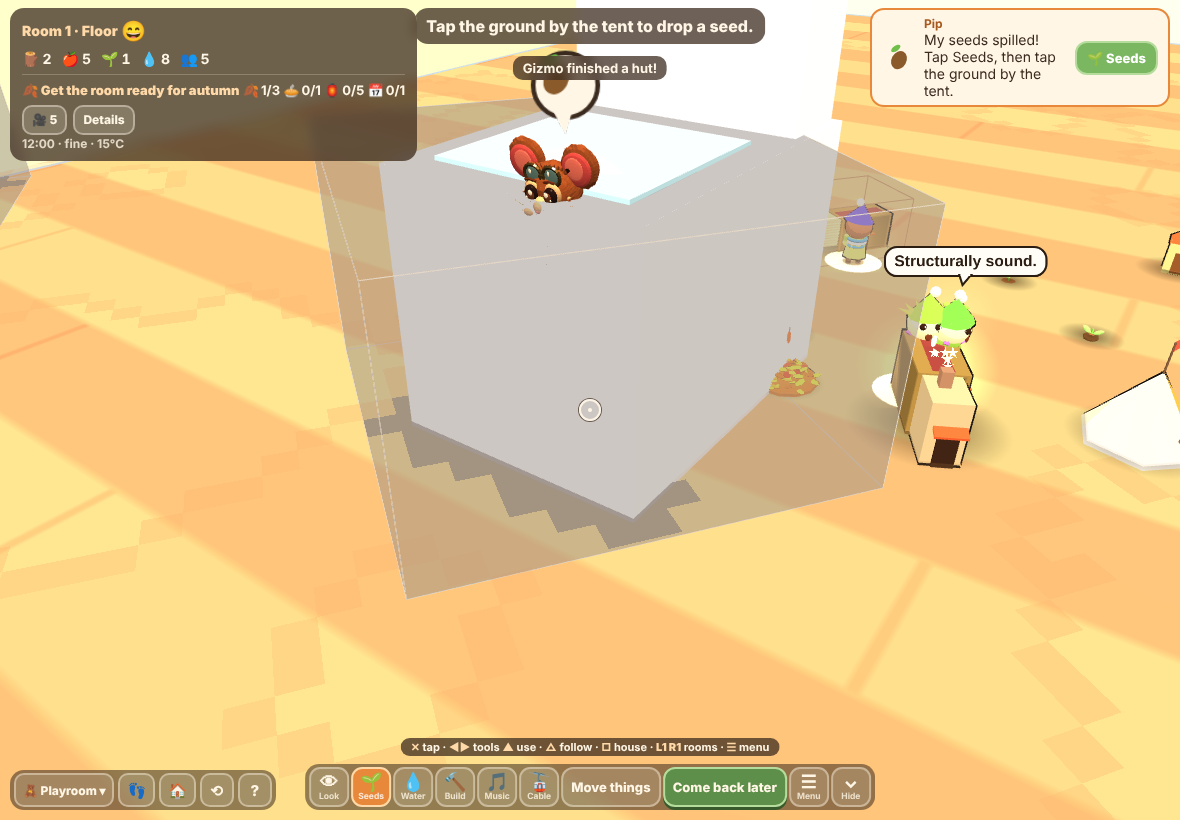 Room 1 · Floor
2 5 1 8 5
Get the room ready for autumn 1/3 0/1 0/5 0/1
5 Details
12:00 · fine · 15°C
Tap the ground by the tent to drop a seed.
Gizmo finished a hut!
Pip
My seeds spilled!
Tap Seeds, then tap
the ground by the
tent.
Seeds
Structurally sound.
✕ tap · ◀▶ tools ▲ use · △ follow · ☐ house · L1 R1 rooms · ☰ menu
Playroom ▾
?
Look
Seeds
Water
Build
Music
Cable
Move things
Come back later
Menu
Hide